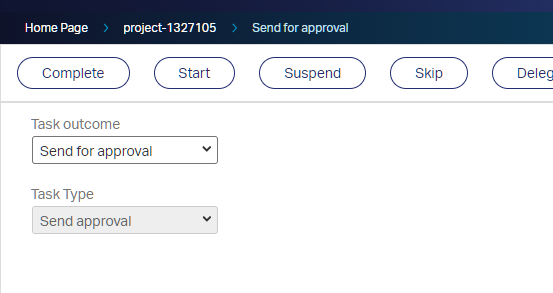 Home Page > project-1327105 > Send for approval
Complete Start Suspend Skip Deleg
Task outcome
Send for approval
Task Type
Send approval